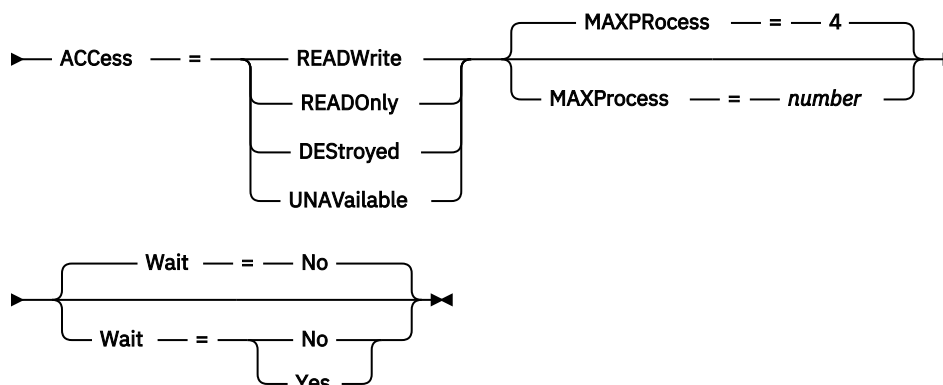 MAXPRocess = 4
ACCess = READWrite
READOnly
MAXProcess = number
DEStroyed
UNAVailable
Wait = No
Wait = No
Yes